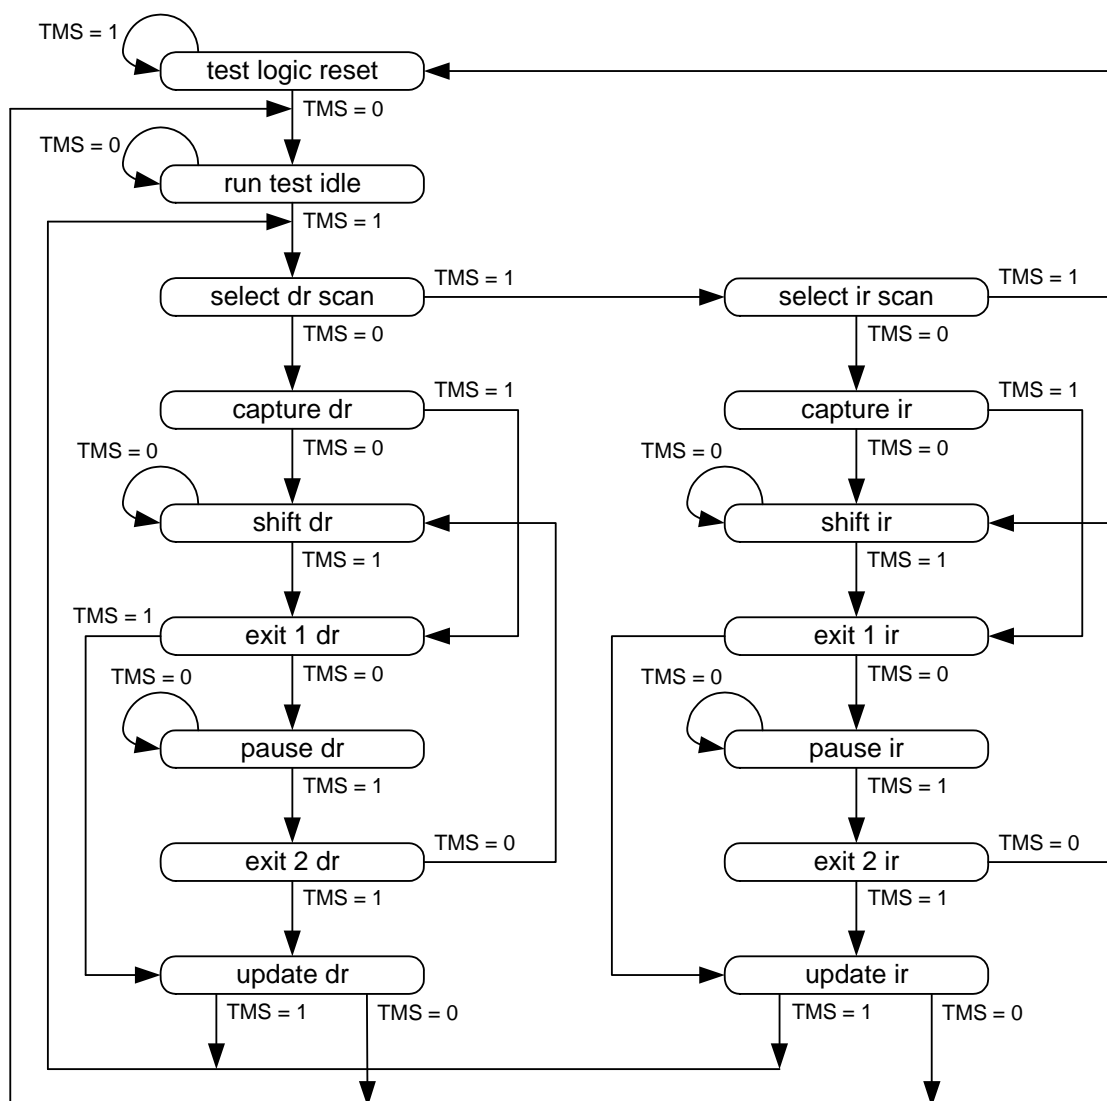 TMS = 1
test logic reset
TMS = 0
TMS = 0
run test idle
TMS = 1
TMS = 1
TMS = 1
select dr scan
select ir scan
TMS = 0
TMS = 0
TMS = 1
TMS = 1
capture dr
capture ir
TMS = 0
TMS = 0
TMS = 0
TMS = 0
shift dr
shift ir
TMS = 1
TMS = 1
TMS = 1
exit 1 dr
exit 1 ir
TMS = 0
TMS = 0
TMS = 0
TMS = 0
pause dr
pause ir
TMS = 1
TMS = 1
TMS = 0
TMS = 0
exit 2 dr
exit 2 ir
TMS = 1
TMS = 1
update dr
update ir
TMS = 1
TMS = 0
TMS = 1
TMS = 0